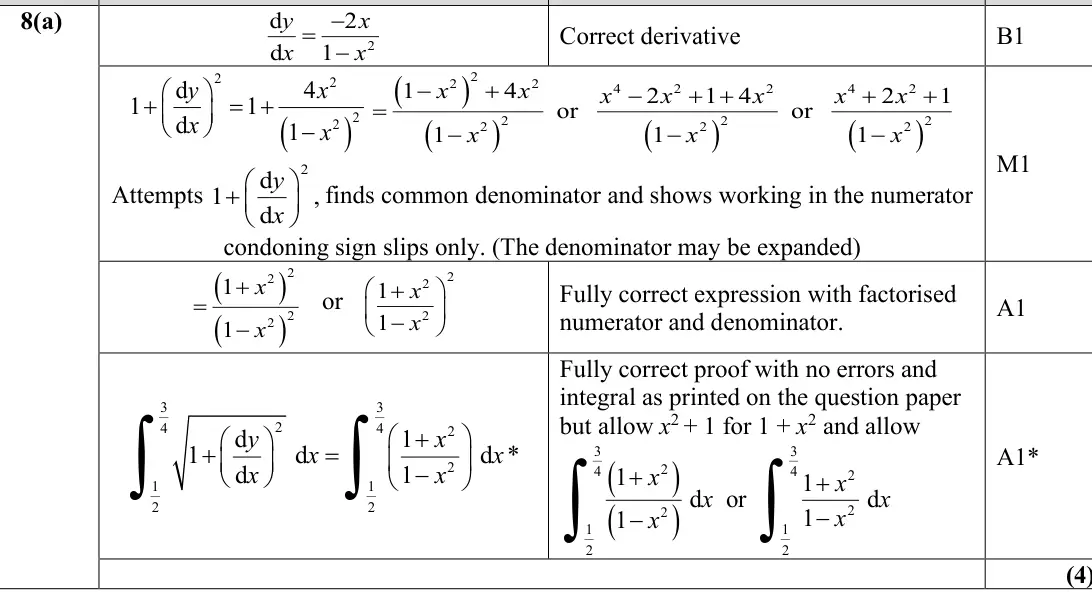 8(a)
dy/dx = −2x/(1 − x²)
Correct derivative
B1
1 + (dy/dx)² = 1 + 4x²/(1 − x²)² = ((1 − x²)² + 4x²)/(1 − x²)² or (x⁴ − 2x² + 1 + 4x²)/(1 − x²)² or (x⁴ + 2x² + 1)/(1 − x²)²
Attempts 1 + (dy/dx)², finds common denominator and shows working in the numerator
condoning sign slips only. (The denominator may be expanded)
M1
= (1 + x²)²/(1 − x²)² or ((1 + x²)/(1 − x²))²
Fully correct expression with factorised
numerator and denominator.
A1
∫_{1/2}^{3/4} √(1 + (dy/dx)²) dx = ∫_{1/2}^{3/4} ((1 + x²)/(1 − x²)) dx *
Fully correct proof with no errors and
integral as printed on the question paper
but allow x² + 1 for 1 + x² and allow
∫_{1/2}^{3/4} (1 + x²)/(1 − x²) dx or ∫_{1/2}^{3/4} 1 + x²/1 − x² dx
A1*
(4)